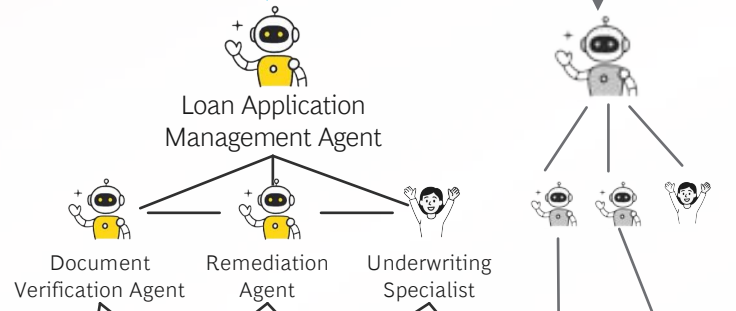 Loan Application
Management Agent
Document
Verification Agent
Remediation
Agent
Underwriting
Specialist